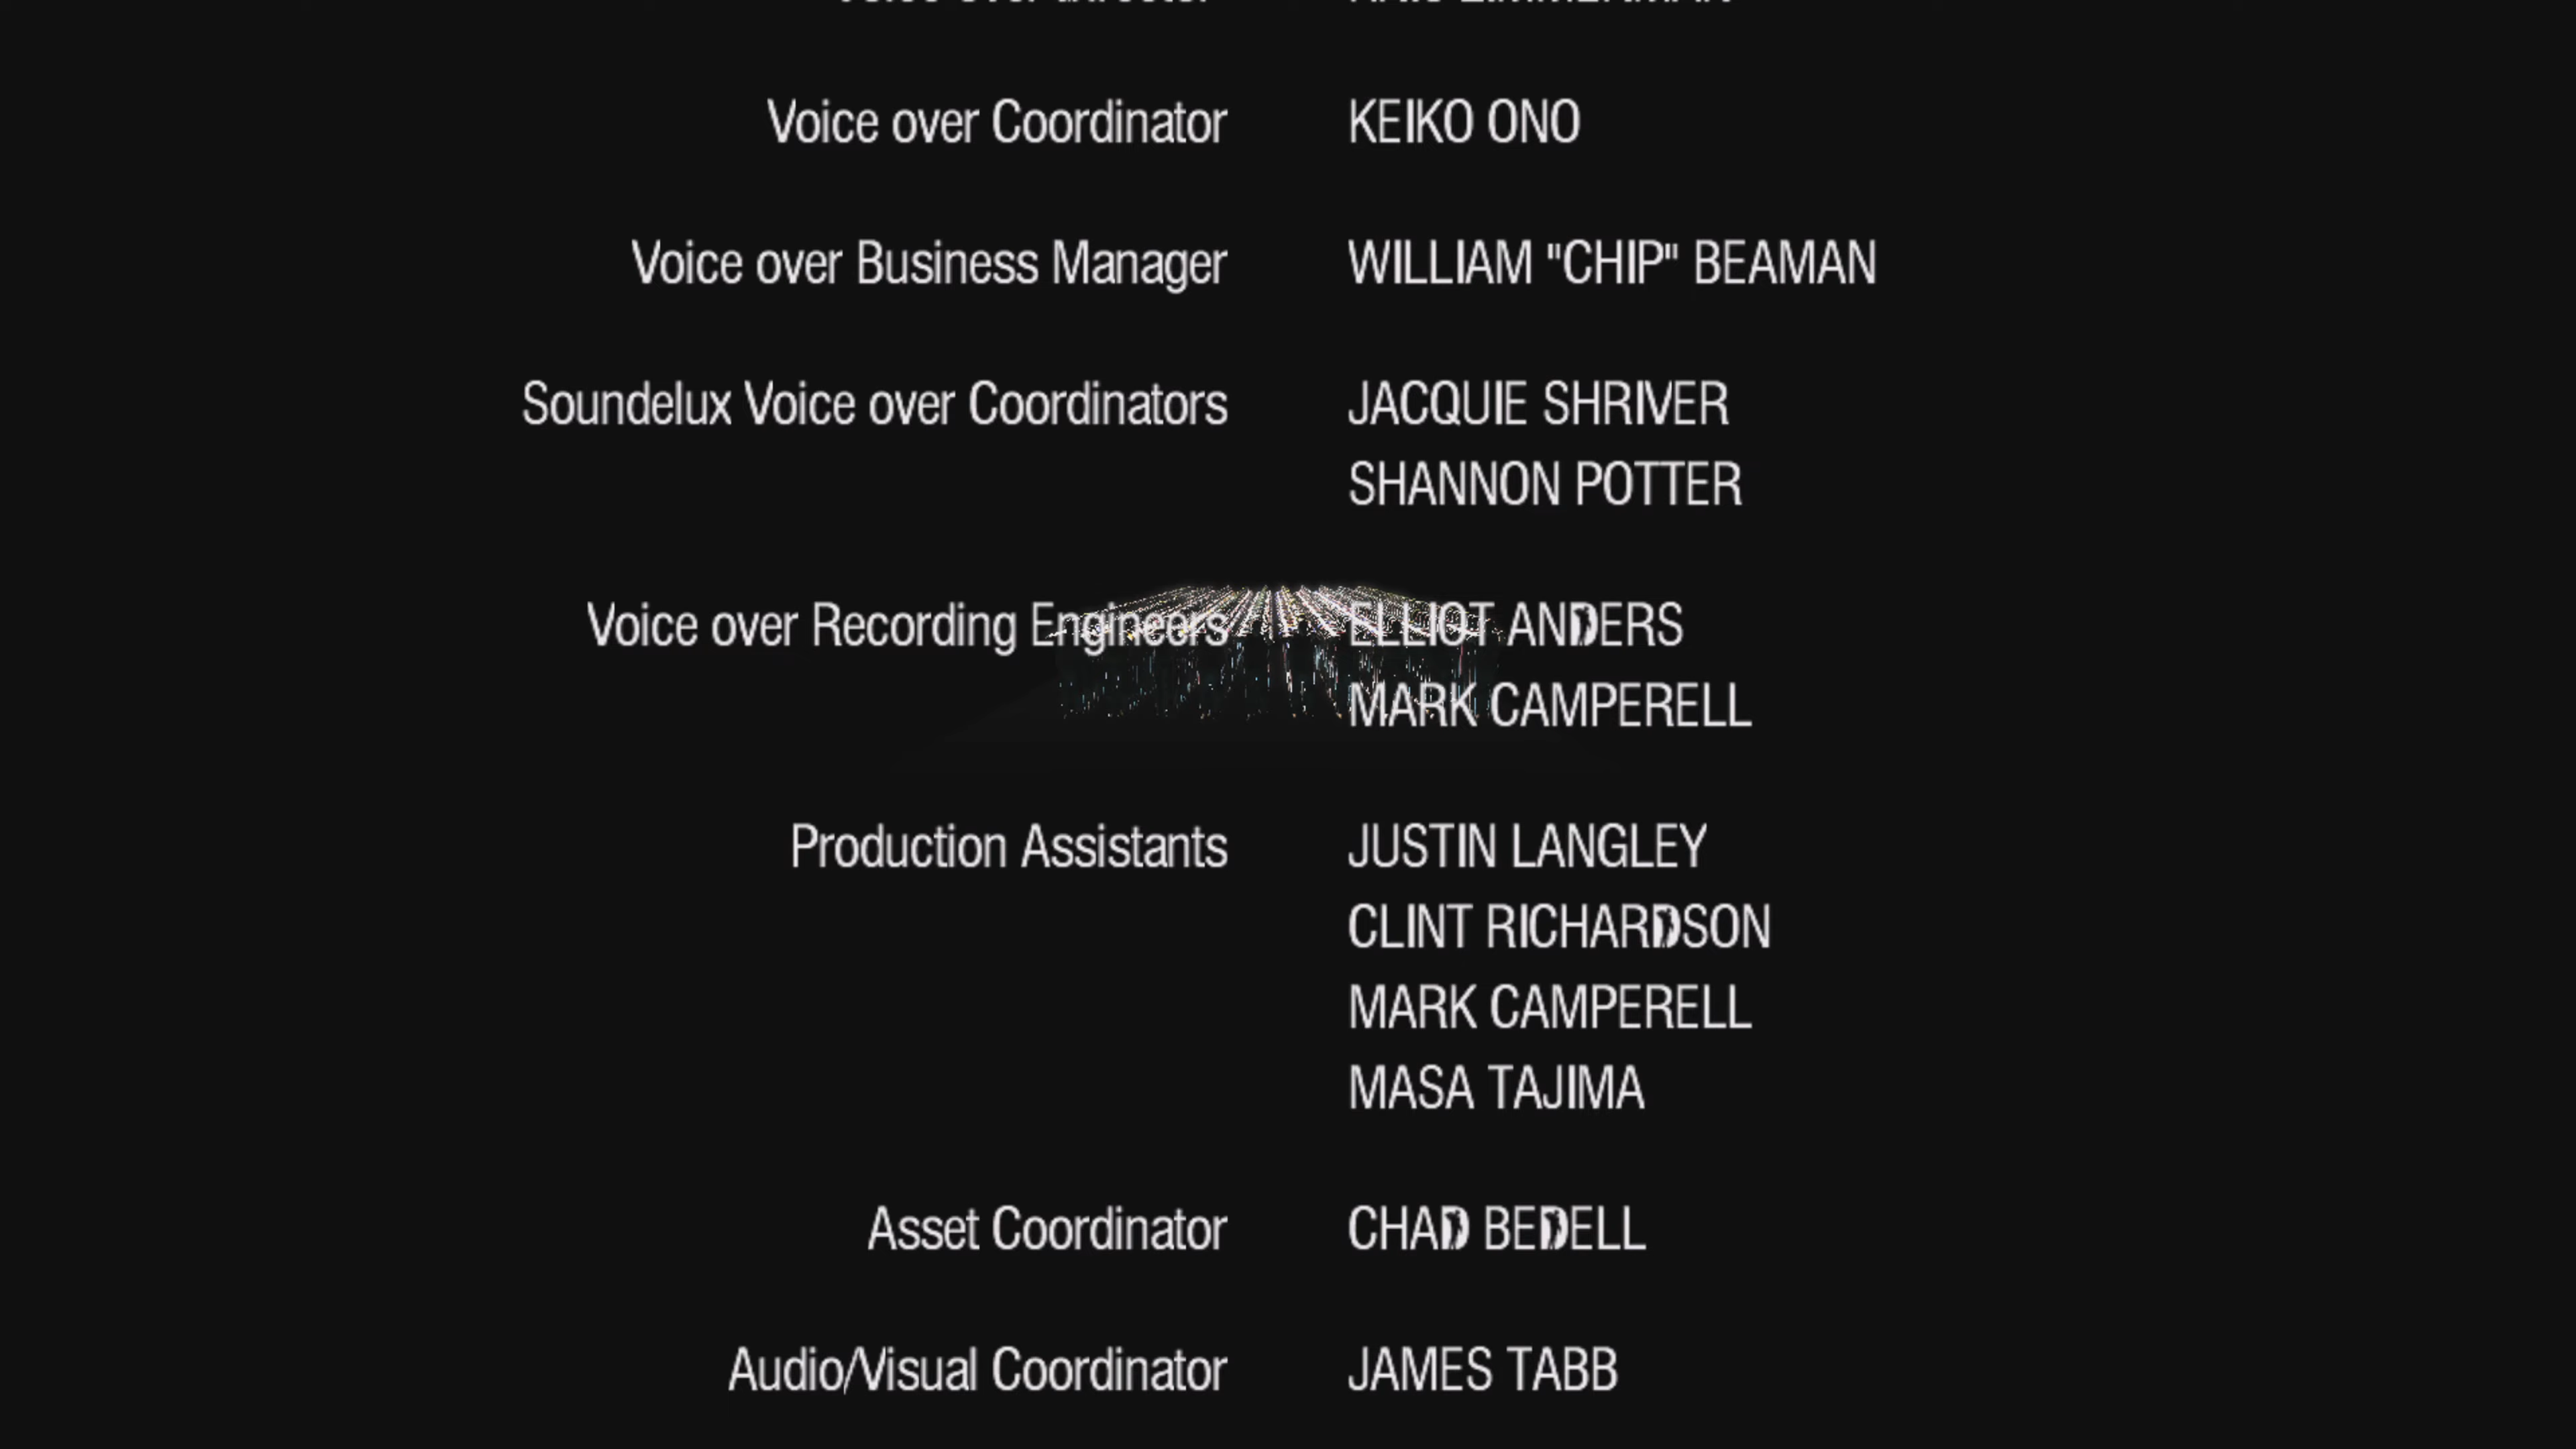 Voice over Coordinator KEIKO ONO
Voice over Business Manager WILLIAM "CHIP" BEAMAN
Soundelux Voice over Coordinators JACQUIE SHRIVER
SHANNON POTTER
Voice over Recording Engineers ELLIOT ANDERS
MARK CAMPERELL
Production Assistants JUSTIN LANGLEY
CLINT RICHARDSON
MARK CAMPERELL
MASA TAJIMA
Asset Coordinator CHAD BEDELL
Audio/Visual Coordinator JAMES TABB